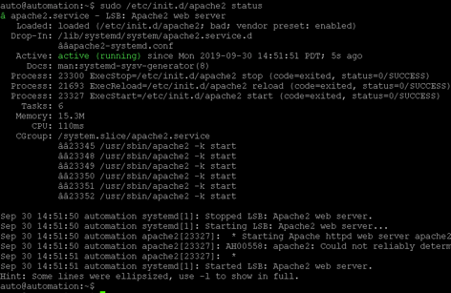 auto@automation:~$ sudo /etc/init.d/apache2 status
â apache2.service - LSB: Apache2 web server
Loaded: loaded (/etc/init.d/apache2; bad; vendor preset: enabled)
Drop-In: /lib/systemd/system/apache2.service.d
ââapache2-systemd.conf
Active: active (running) since Mon 2019-09-30 14:51:51 PDT; 5s ago
Docs: man:systemd-sysv-generator(8)
Process: 23300 ExecStop=/etc/init.d/apache2 stop (code=exited, status=0/SUCCESS)
Process: 21693 ExecReload=/etc/init.d/apache2 reload (code=exited, status=0/SUCCESS)
Process: 23327 ExecStart=/etc/init.d/apache2 start (code=exited, status=0/SUCCESS)
Tasks: 6
Memory: 15.3M
CPU: 110ms
CGroup: /system.slice/apache2.service
ââ23345 /usr/sbin/apache2 -k start
ââ23348 /usr/sbin/apache2 -k start
ââ23349 /usr/sbin/apache2 -k start
ââ23350 /usr/sbin/apache2 -k start
ââ23351 /usr/sbin/apache2 -k start
ââ23352 /usr/sbin/apache2 -k start
Sep 30 14:51:50 automation systemd[1]: Stopped LSB: Apache2 web server.
Sep 30 14:51:50 automation systemd[1]: Starting LSB: Apache2 web server...
Sep 30 14:51:50 automation apache2[23327]: * Starting Apache httpd web server apache2
Sep 30 14:51:50 automation apache2[23327]: AH00558: apache2: Could not reliably determ
Sep 30 14:51:51 automation apache2[23327]: *
Sep 30 14:51:51 automation systemd[1]: Started LSB: Apache2 web server.
Hint: Some lines were ellipsized, use -l to show in full.
auto@automation:~$